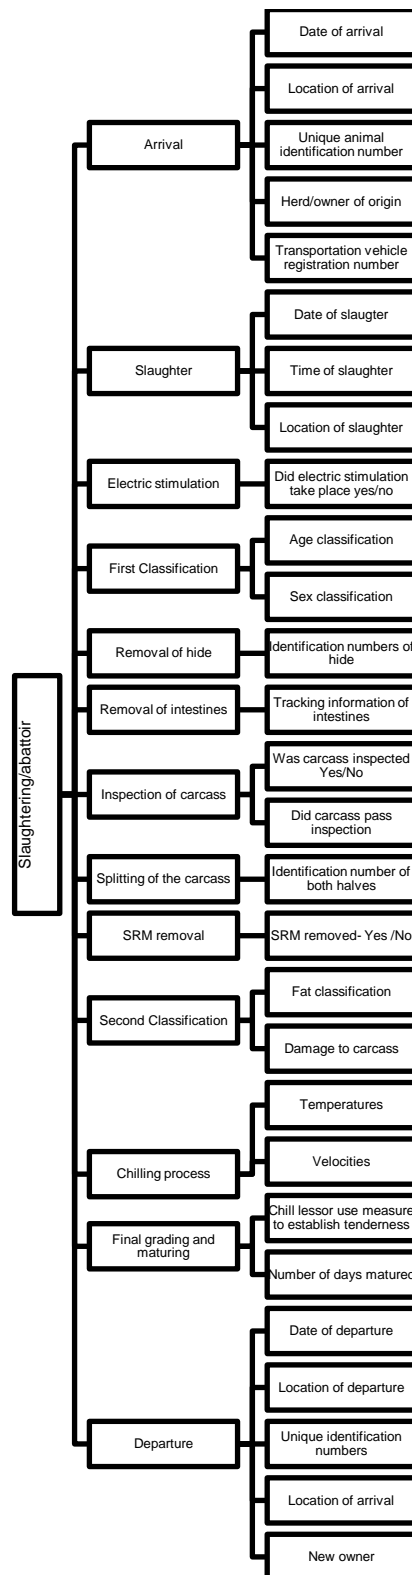 Slaughtering/abattoir
Arrival
Date of arrival
Location of arrival
Unique animal
identification number
Herd/owner of origin
Transportation vehicle
registration number
Slaughter
Date of slaugter
Time of slaughter
Location of slaughter
Electric stimulation
Did electric stimulation
take place yes/no
First Classification
Age classification
Sex classification
Removal of hide
Identification numbers of
hide
Removal of intestines
Tracking information of
intestines
Inspection of carcass
Was carcass inspected
Yes/No
Did carcass pass
inspection
Splitting of the carcass
Identification number of
both halves
SRM removal
SRM removed- Yes /No
Second Classification
Fat classification
Damage to carcass
Chilling process
Temperatures
Velocities
Final grading and
maturing
Chill lessor use measure
to establish tenderness
Number of days matured
Departure
Date of departure
Location of departure
Unique identification
numbers
Location of arrival
New owner